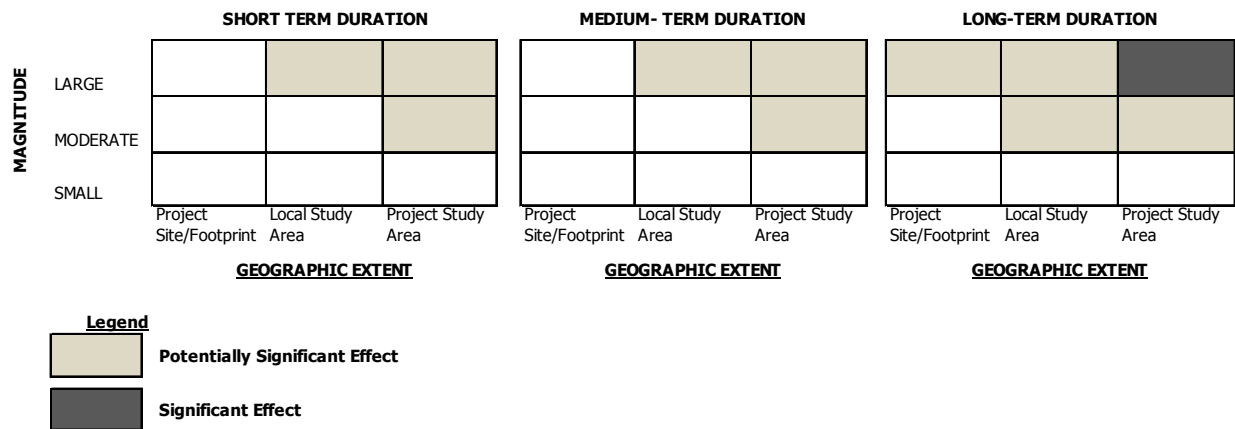 SHORT TERM DURATION
MEDIUM- TERM DURATION
LONG-TERM DURATION
MAGNITUDE
LARGE
MODERATE
SMALL
Project
Site/Footprint
Local Study
Area
Project Study
Area
Project
Site/Footprint
Local Study
Area
Project Study
Area
Project
Site/Footprint
Local Study
Area
Project Study
Area
GEOGRAPHIC EXTENT
GEOGRAPHIC EXTENT
GEOGRAPHIC EXTENT
Legend
Potentially Significant Effect
Significant Effect